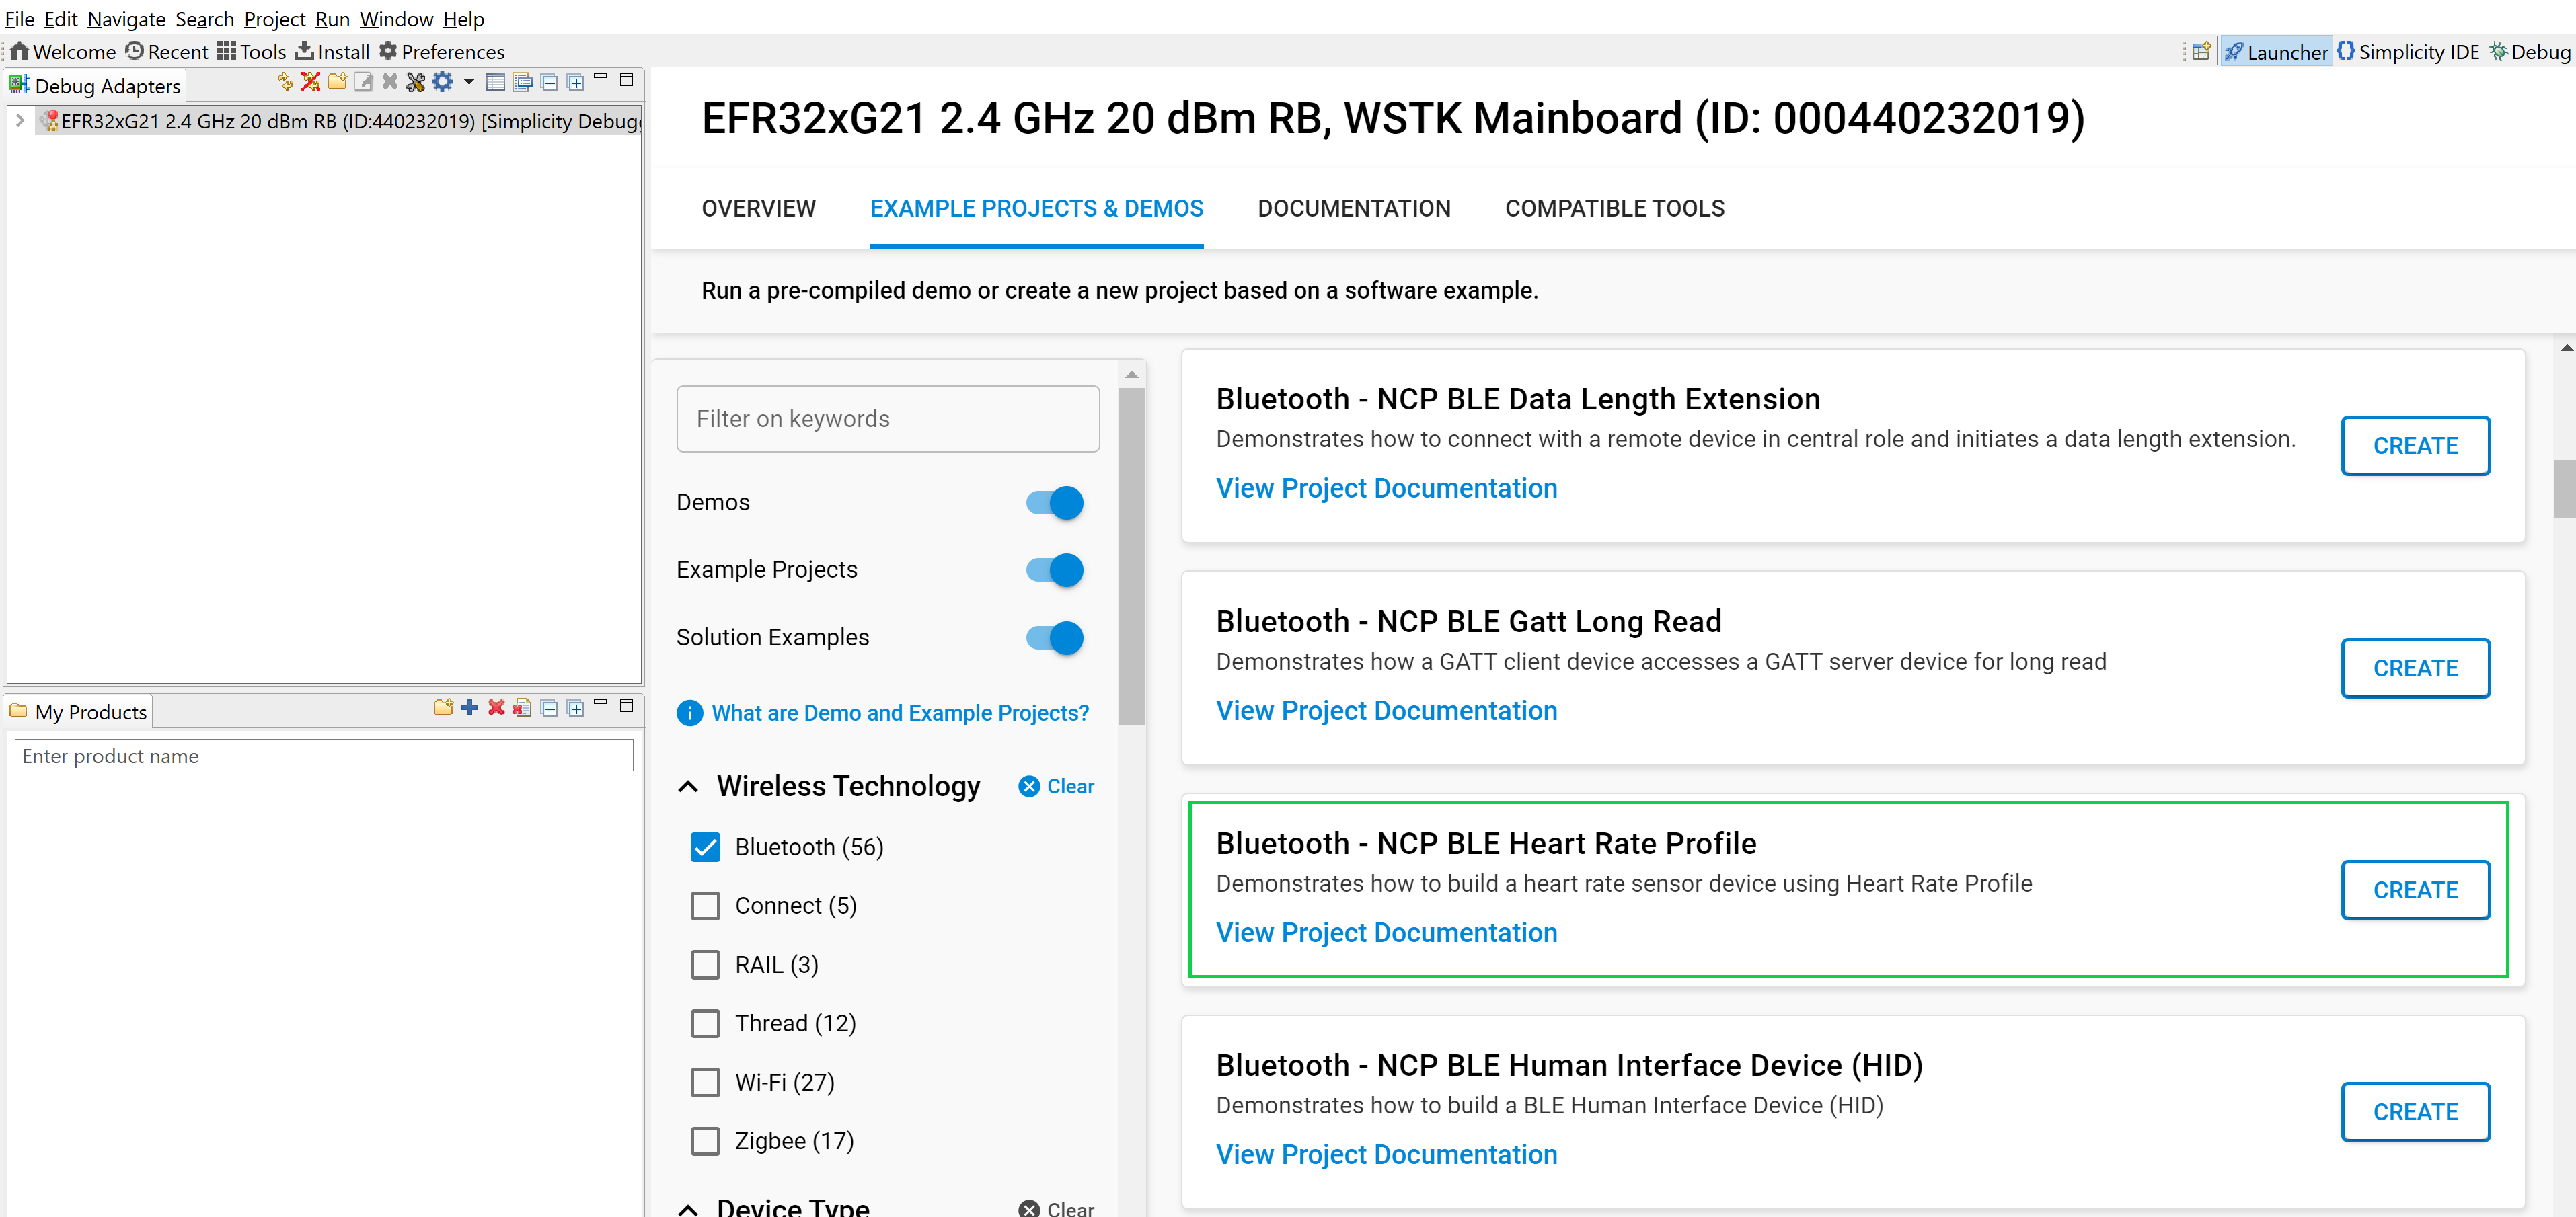 File Edit Navigate Search Project Run Window Help
Welcome Recent Tools Install Preferences
Launcher Simplicity IDE Debug
Debug Adapters
EFR32xG21 2.4 GHz 20 dBm RB (ID:440232019) [Simplicity Debug
My Products
Enter product name
EFR32xG21 2.4 GHz 20 dBm RB, WSTK Mainboard (ID: 000440232019)
OVERVIEW EXAMPLE PROJECTS & DEMOS DOCUMENTATION COMPATIBLE TOOLS
Run a pre-compiled demo or create a new project based on a software example.
Filter on keywords
Demos
Example Projects
Solution Examples
What are Demo and Example Projects?
Wireless Technology Clear
Bluetooth (56)
Connect (5)
RAIL (3)
Thread (12)
Wi-Fi (27)
Zigbee (17)
Device Type Clear
Bluetooth - NCP BLE Data Length Extension
Demonstrates how to connect with a remote device in central role and initiates a data length extension.
View Project Documentation
CREATE
Bluetooth - NCP BLE Gatt Long Read
Demonstrates how a GATT client device accesses a GATT server device for long read
View Project Documentation
CREATE
Bluetooth - NCP BLE Heart Rate Profile
Demonstrates how to build a heart rate sensor device using Heart Rate Profile
View Project Documentation
CREATE
Bluetooth - NCP BLE Human Interface Device (HID)
Demonstrates how to build a BLE Human Interface Device (HID)
View Project Documentation
CREATE